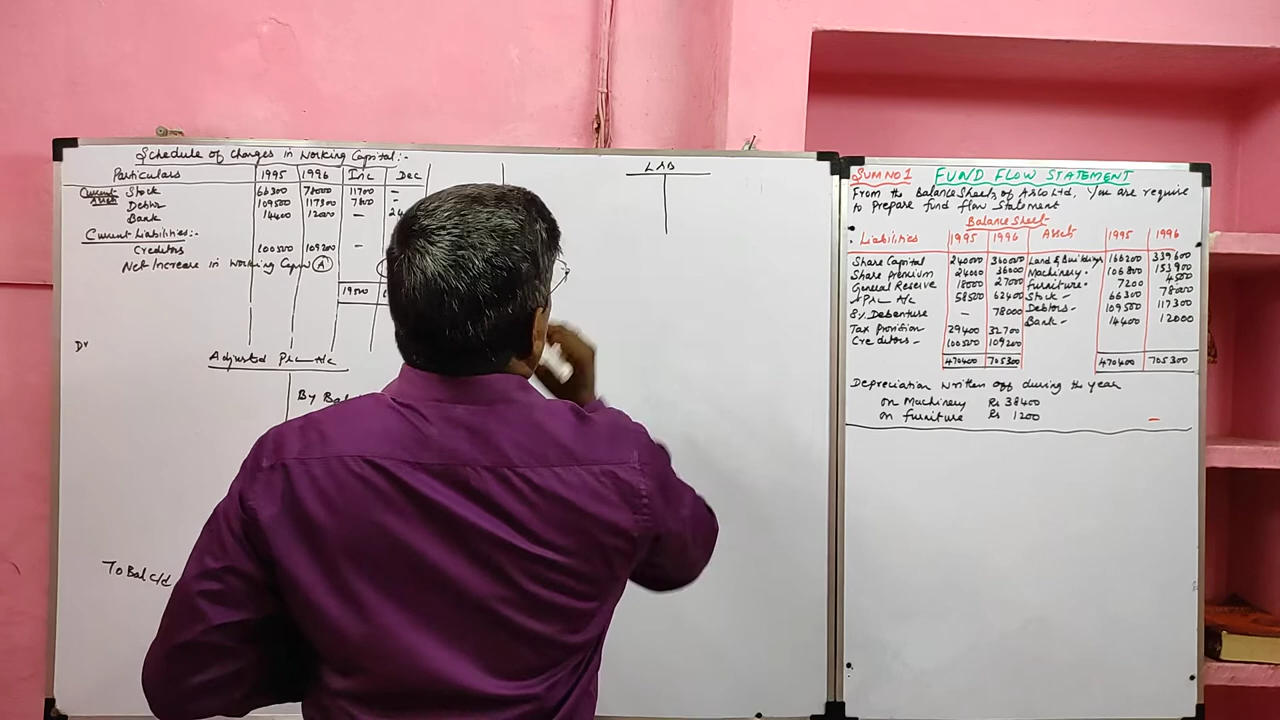 Schedule of Changes in Working Capital:-
Particulars 1995 1996 Inc Dec
Current Assets Stock 66300 78000 11700 -
Debtors 109500 117300 7800 -
Bank 14400 12000 -
Current Liabilities:-
Creditors 100500 109200 -
Net Increase in Working Capital (A)
19500
Dr
Adjusted P&L A/c
By Bal
To Bal c/d
L&B
SUM NO 1 FUND FLOW STATEMENT
From the Balance Sheets of Ltd, You are require
to prepare fund flow Statement
Balance Sheet
Liabilities 1995 1996 Assets 1995 1996
Share Capital 240000 360000 Land & Buildings 166200 339600
Share premium 24000 36000 Machinery 106800 153900
General Reserve 18000 27000 Furniture 7200 4500
P&L A/c 58500 62400 Stock 66300 78000
8% Debenture - 78000 Debtors 109500 117300
Tax provision 29400 32700 Bank 14400 12000
Creditors 100500 109200
470400 705300 470400 705300
Depreciation written off during the year
on Machinery Rs 38400
on furniture Rs 1200